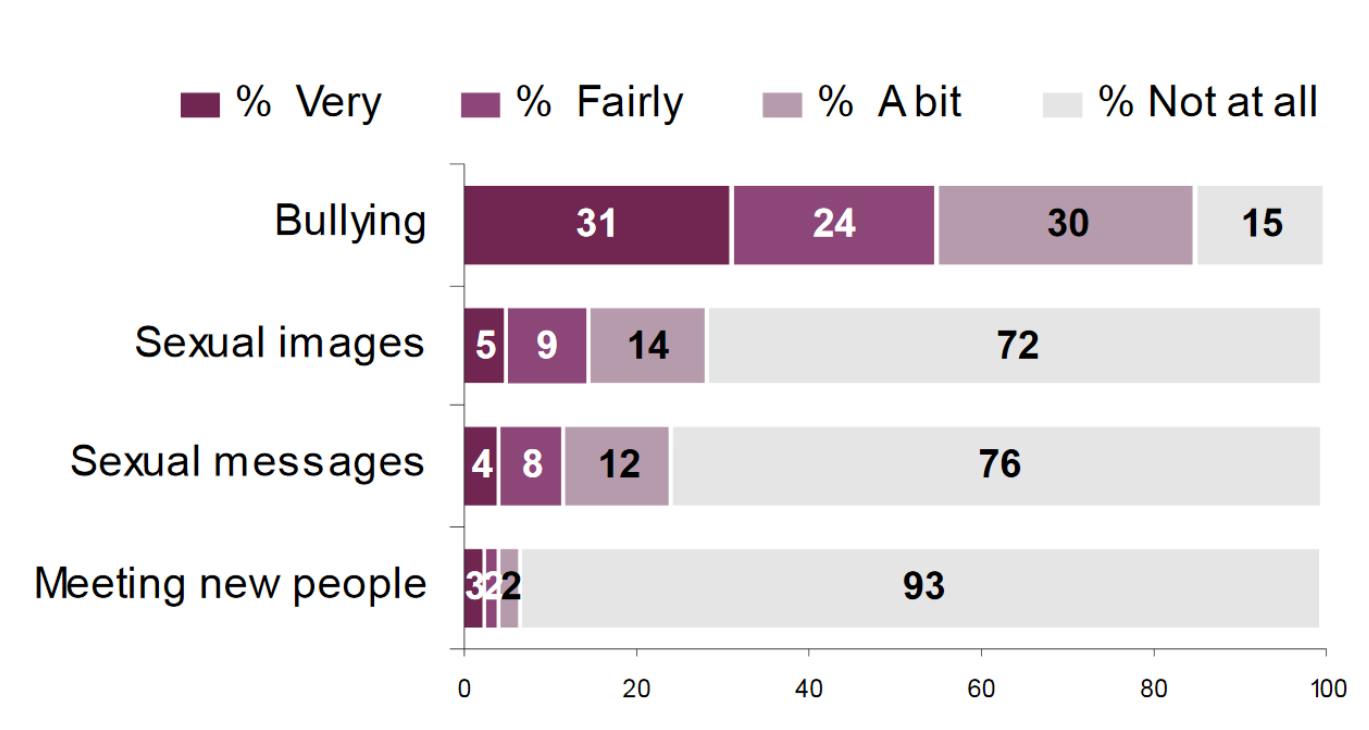 % Very % Fairly % A bit % Not at all
Bullying 31 24 30 15
Sexual images 5 9 14 72
Sexual messages 4 8 12 76
Meeting new people 3 2 2 93
0 20 40 60 80 100